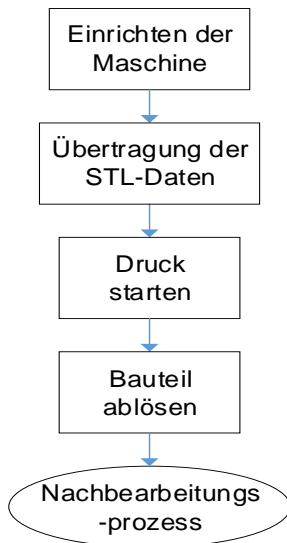 Einrichten der
Maschine
Übertragung der
STL-Daten
Druck
starten
Bauteil
ablösen
Nachbearbeitungs
-prozess